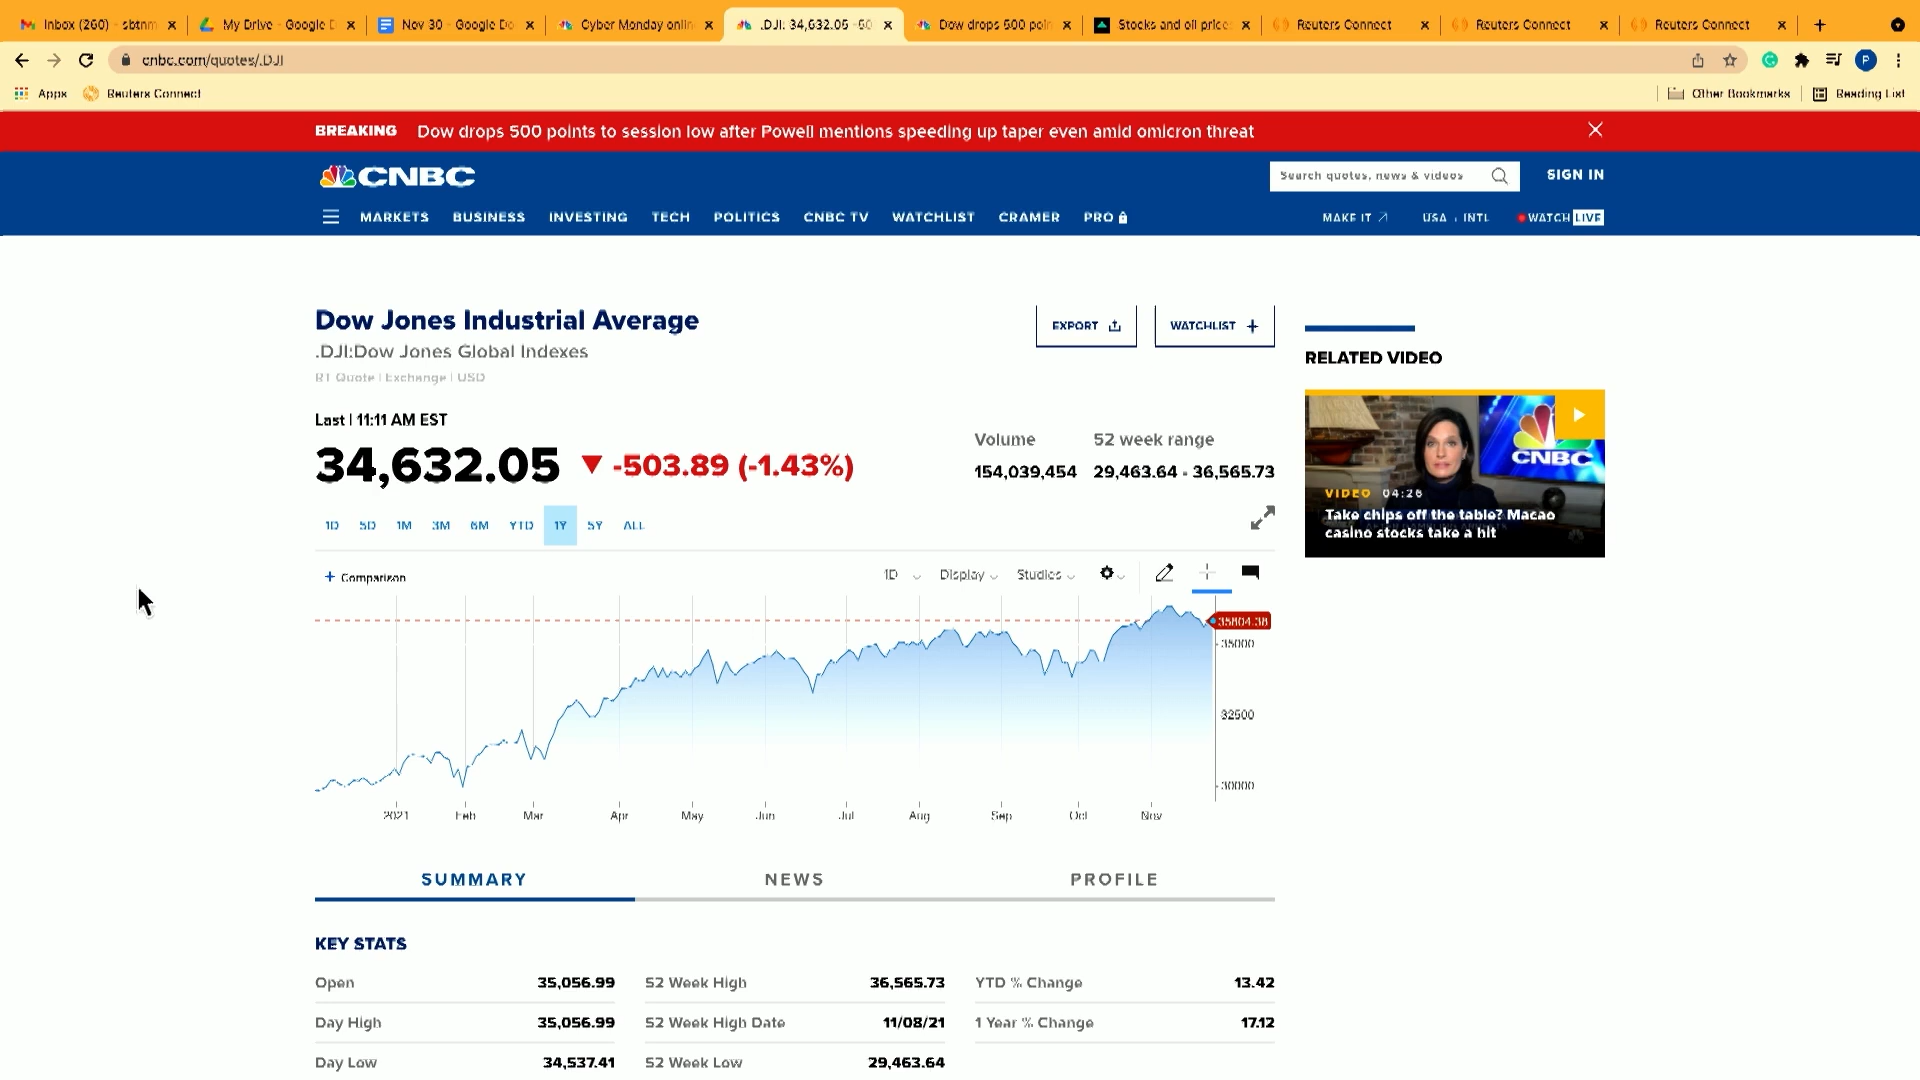 Inbox (260) - sbtnm
My Drive - Google D
Nov 30 - Google Do
Cyber Monday onlin
.DJI: 34,632.05 -50
Dow drops 500 poin
Stocks and oil price
Reuters Connect
Reuters Connect
Reuters Connect
cnbc.com/quotes/.DJI
P
Apps
Reuters Connect
Other Bookmarks
Reading List
BREAKING Dow drops 500 points to session low after Powell mentions speeding up taper even amid omicron threat
CNBC
Search quotes, news & videos
SIGN IN
MARKETS BUSINESS INVESTING TECH POLITICS CNBC TV WATCHLIST CRAMER PRO
MAKE IT USA INTL WATCH LIVE
Dow Jones Industrial Average
EXPORT
WATCHLIST +
.DJI:Dow Jones Global Indexes
RT Quote | Exchange | USD
RELATED VIDEO
CNBC
VIDEO 04:26
Take chips off the table? Macao
casino stocks take a hit
Last | 11:11 AM EST
34,632.05 ▼ -503.89 (-1.43%)
Volume
154,039,454
52 week range
29,463.64 - 36,565.73
1D 5D 1M 3M 6M YTD 1Y 5Y ALL
+ Comparison
1D Display Studies
35804.38
35000
32500
30000
2021 Feb Mar Apr May Jun Jul Aug Sep Oct Nov
SUMMARY NEWS PROFILE
KEY STATS
Open 35,056.99 52 Week High 36,565.73 YTD % Change 13.42
Day High 35,056.99 52 Week High Date 11/08/21 1 Year % Change 17.12
Day Low 34,537.41 52 Week Low 29,463.64